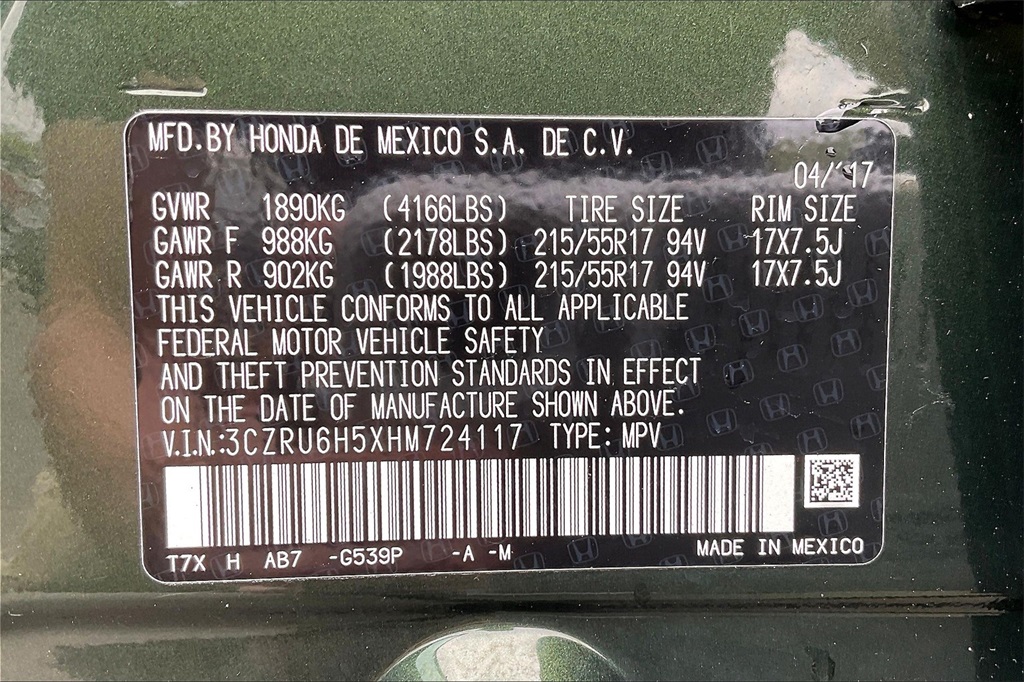 MFD.BY HONDA DE MEXICO S.A. DE C.V.
04/'17
GVWR 1890KG (4166LBS) TIRE SIZE RIM SIZE
GAWR F 988KG (2178LBS) 215/55R17 94V 17X7.5J
GAWR R 902KG (1988LBS) 215/55R17 94V 17X7.5J
THIS VEHICLE CONFORMS TO ALL APPLICABLE
FEDERAL MOTOR VEHICLE SAFETY
AND THEFT PREVENTION STANDARDS IN EFFECT
ON THE DATE OF MANUFACTURE SHOWN ABOVE.
V.I.N.:3CZRU6H5XHM724117 TYPE: MPV
T7X H AB7 -G539P -A -M MADE IN MEXICO